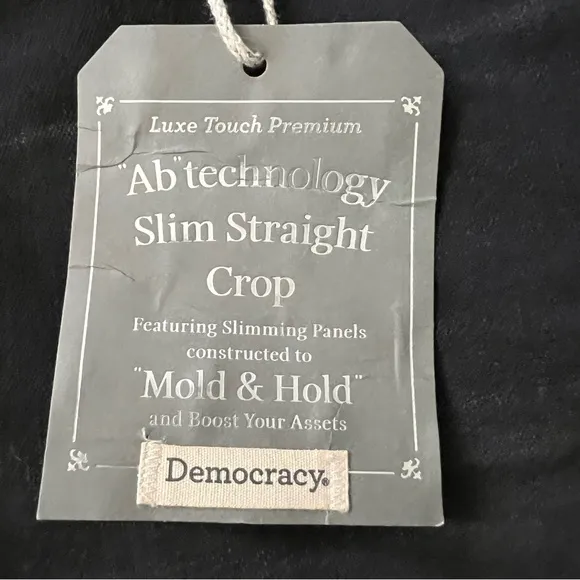 Luxe Touch Premium
"Ab"technology
Slim Straight
Crop
Featuring Slimming Panels
constructed to
"Mold & Hold"
and Boost Your Assets
Democracy®